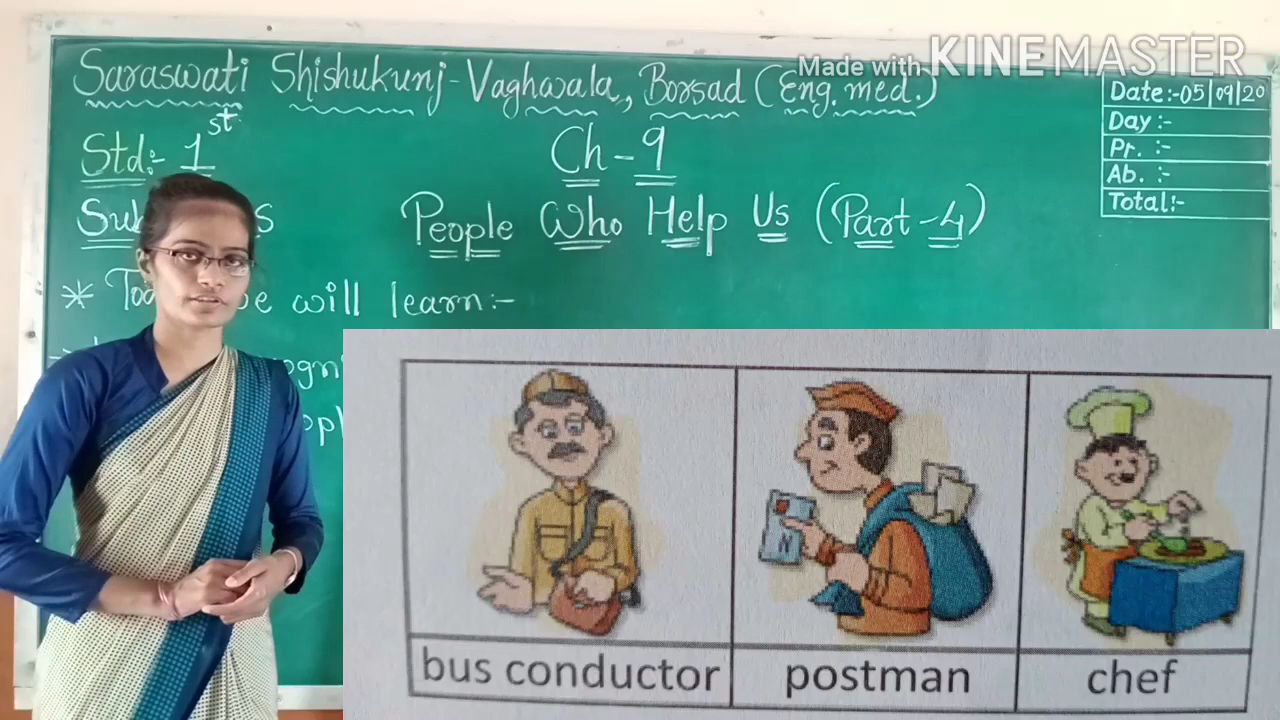 Made with KINEMASTER
Saraswati Shishukunj-Vaghwala, Borsad (Eng. med.)
Date:-05|09|20
Day :-
Pr. :-
Ab. :-
Total:-
Std:- 1st
Ch-9
People Who Help Us (Part-4)
* we will learn:-
bus conductor
postman
chef